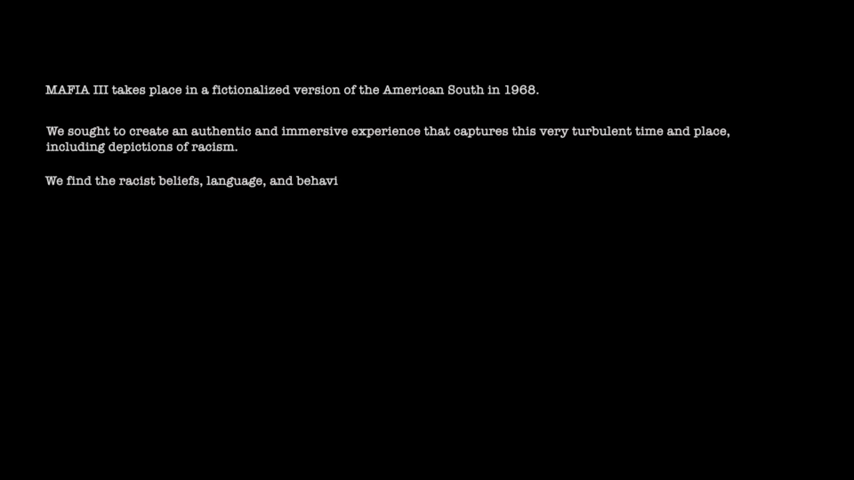 MAFIA III takes place in a fictionalized version of the American South in 1968.
We sought to create an authentic and immersive experience that captures this very turbulent time and place,
including depictions of racism.
We find the racist beliefs, language, and behavi